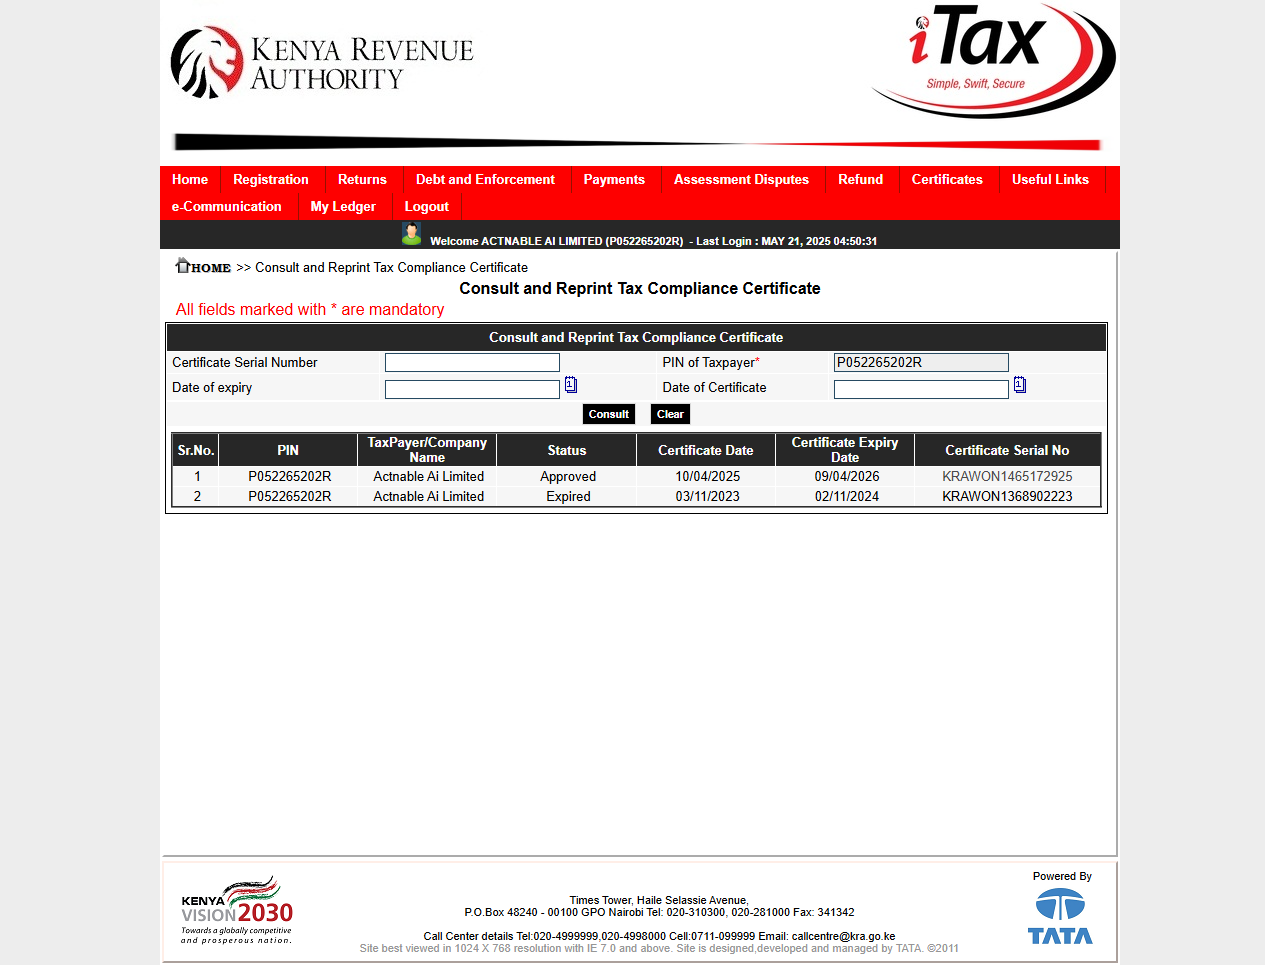 KENYA REVENUE
AUTHORITY
iTax
Simple, Swift, Secure
Home Registration Returns Debt and Enforcement Payments Assessment Disputes Refund Certificates Useful Links
e-Communication My Ledger Logout
Welcome ACTNABLE AI LIMITED (P052265202R) - Last Login : MAY 21, 2025 04:50:31
HOME >> Consult and Reprint Tax Compliance Certificate
Consult and Reprint Tax Compliance Certificate
All fields marked with * are mandatory
Consult and Reprint Tax Compliance Certificate
Certificate Serial Number PIN of Taxpayer* P052265202R
Date of expiry 1 Date of Certificate 1
Consult Clear
Sr.No. PIN TaxPayer/Company Name Status Certificate Date Certificate Expiry Date Certificate Serial No
1 P052265202R Actnable Ai Limited Approved 10/04/2025 09/04/2026 KRAWON1465172925
2 P052265202R Actnable Ai Limited Expired 03/11/2023 02/11/2024 KRAWON1368902223
KENYA
VISION 2030
Towards a globally competitive
and prosperous nation.
Times Tower, Haile Selassie Avenue,
P.O.Box 48240 - 00100 GPO Nairobi Tel: 020-310300, 020-281000 Fax: 341342
Call Center details Tel:020-4999999,020-4998000 Cell:0711-099999 Email: callcentre@kra.go.ke
Site best viewed in 1024 X 768 resolution with IE 7.0 and above. Site is designed,developed and managed by TATA. ©2011
Powered By
TATA